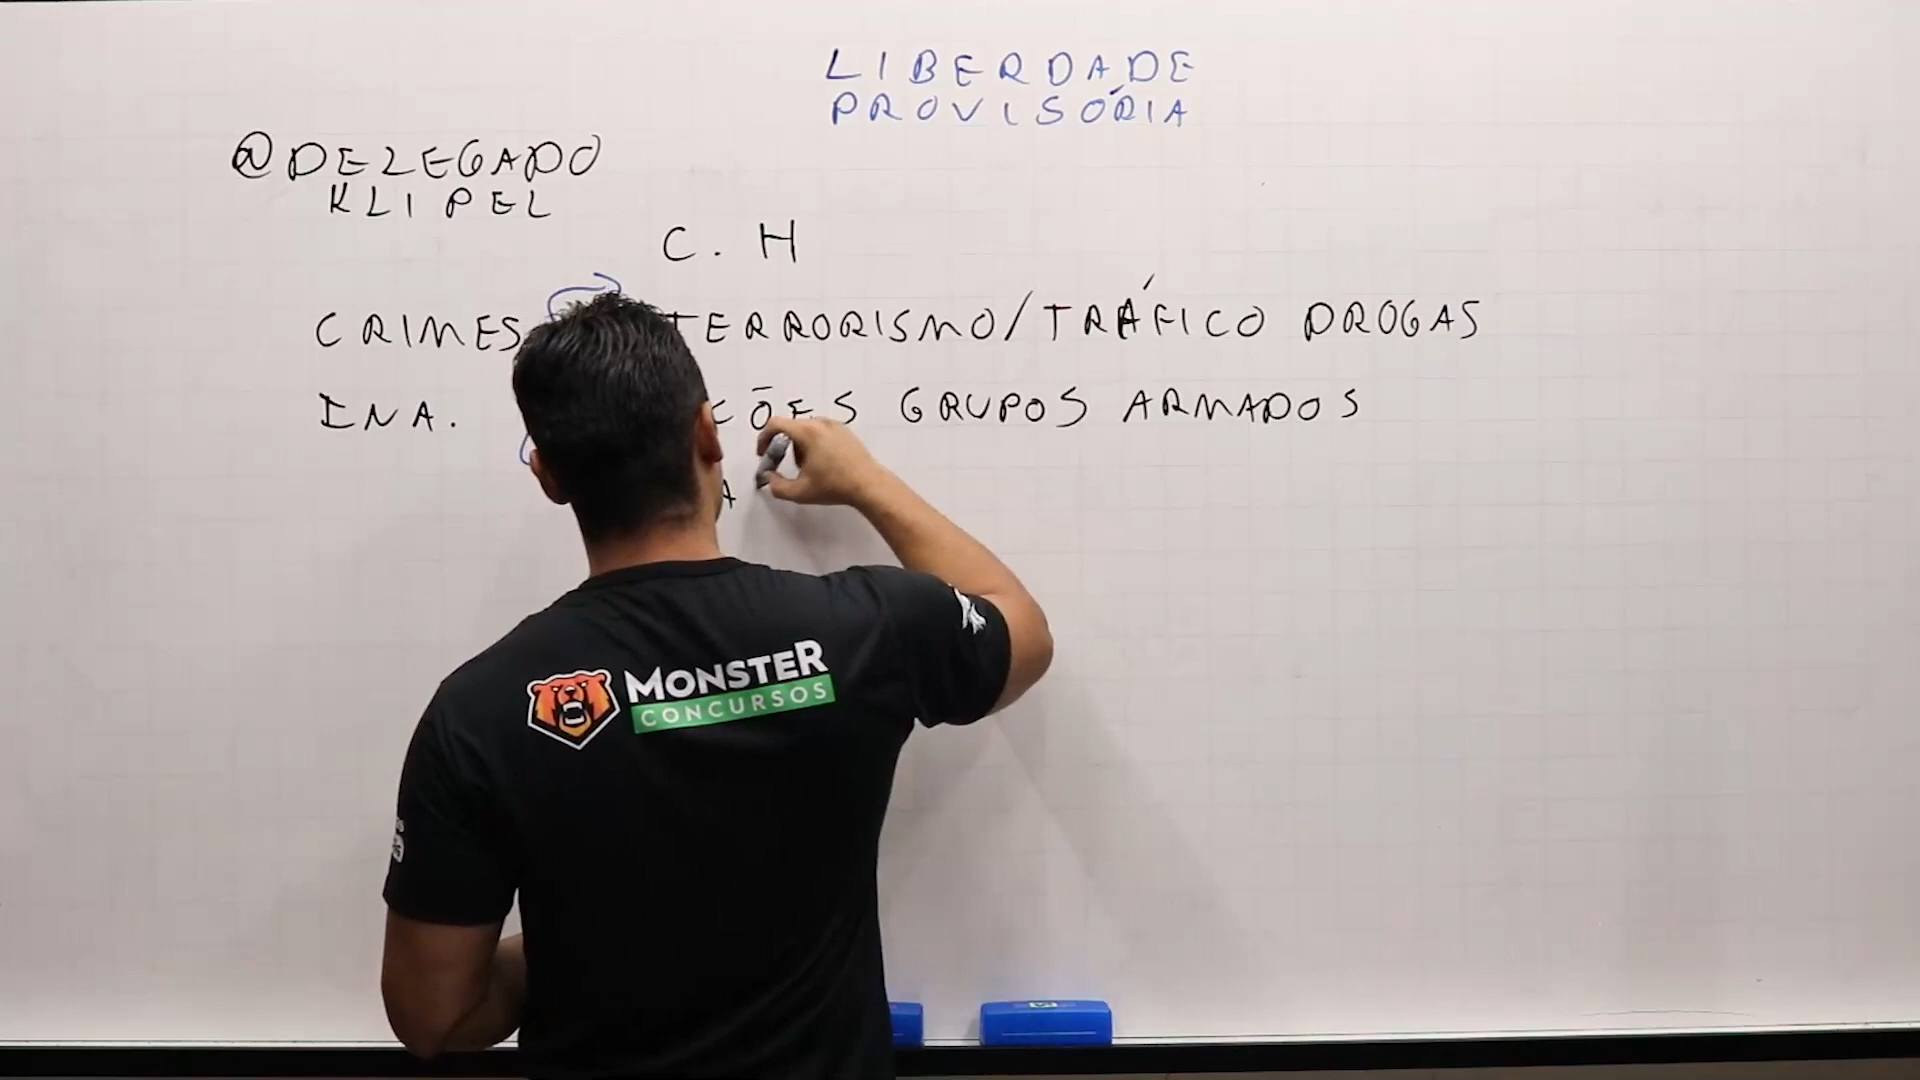 LIBERDADE
PROVISÓRIA
@DELEGADO
KLIPEL
C. H
CRIMES TERRORISMO/TRÁFICO DROGAS
INA. GRUPOS ARMADOS
MONSTER
CONCURSOS